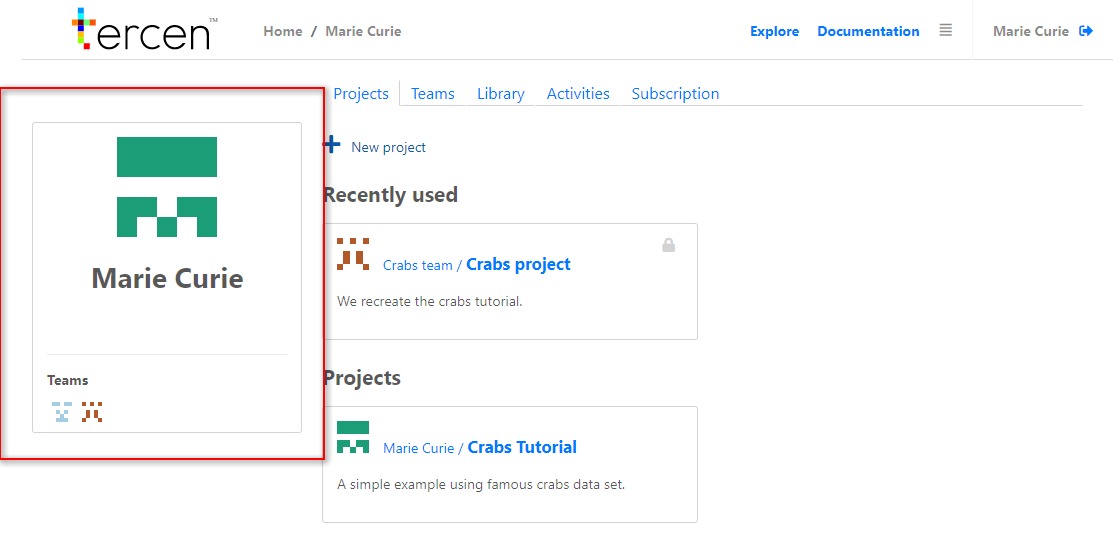 tercen™
Home / Marie Curie
Explore Documentation
Marie Curie
Projects Teams Library Activities Subscription
Marie Curie
Teams
New project
Recently used
Crabs team / Crabs project
We recreate the crabs tutorial.
Projects
Marie Curie / Crabs Tutorial
A simple example using famous crabs data set.